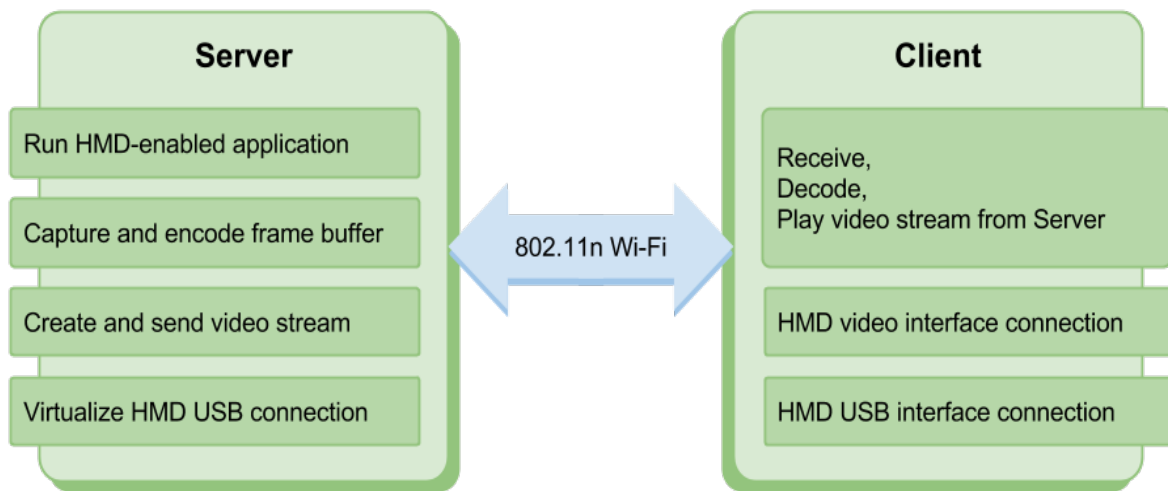 Server
Run HMD-enabled application
Capture and encode frame buffer
Create and send video stream
Virtualize HMD USB connection
802.11n Wi-Fi
Client
Receive,
Decode,
Play video stream from Server
HMD video interface connection
HMD USB interface connection